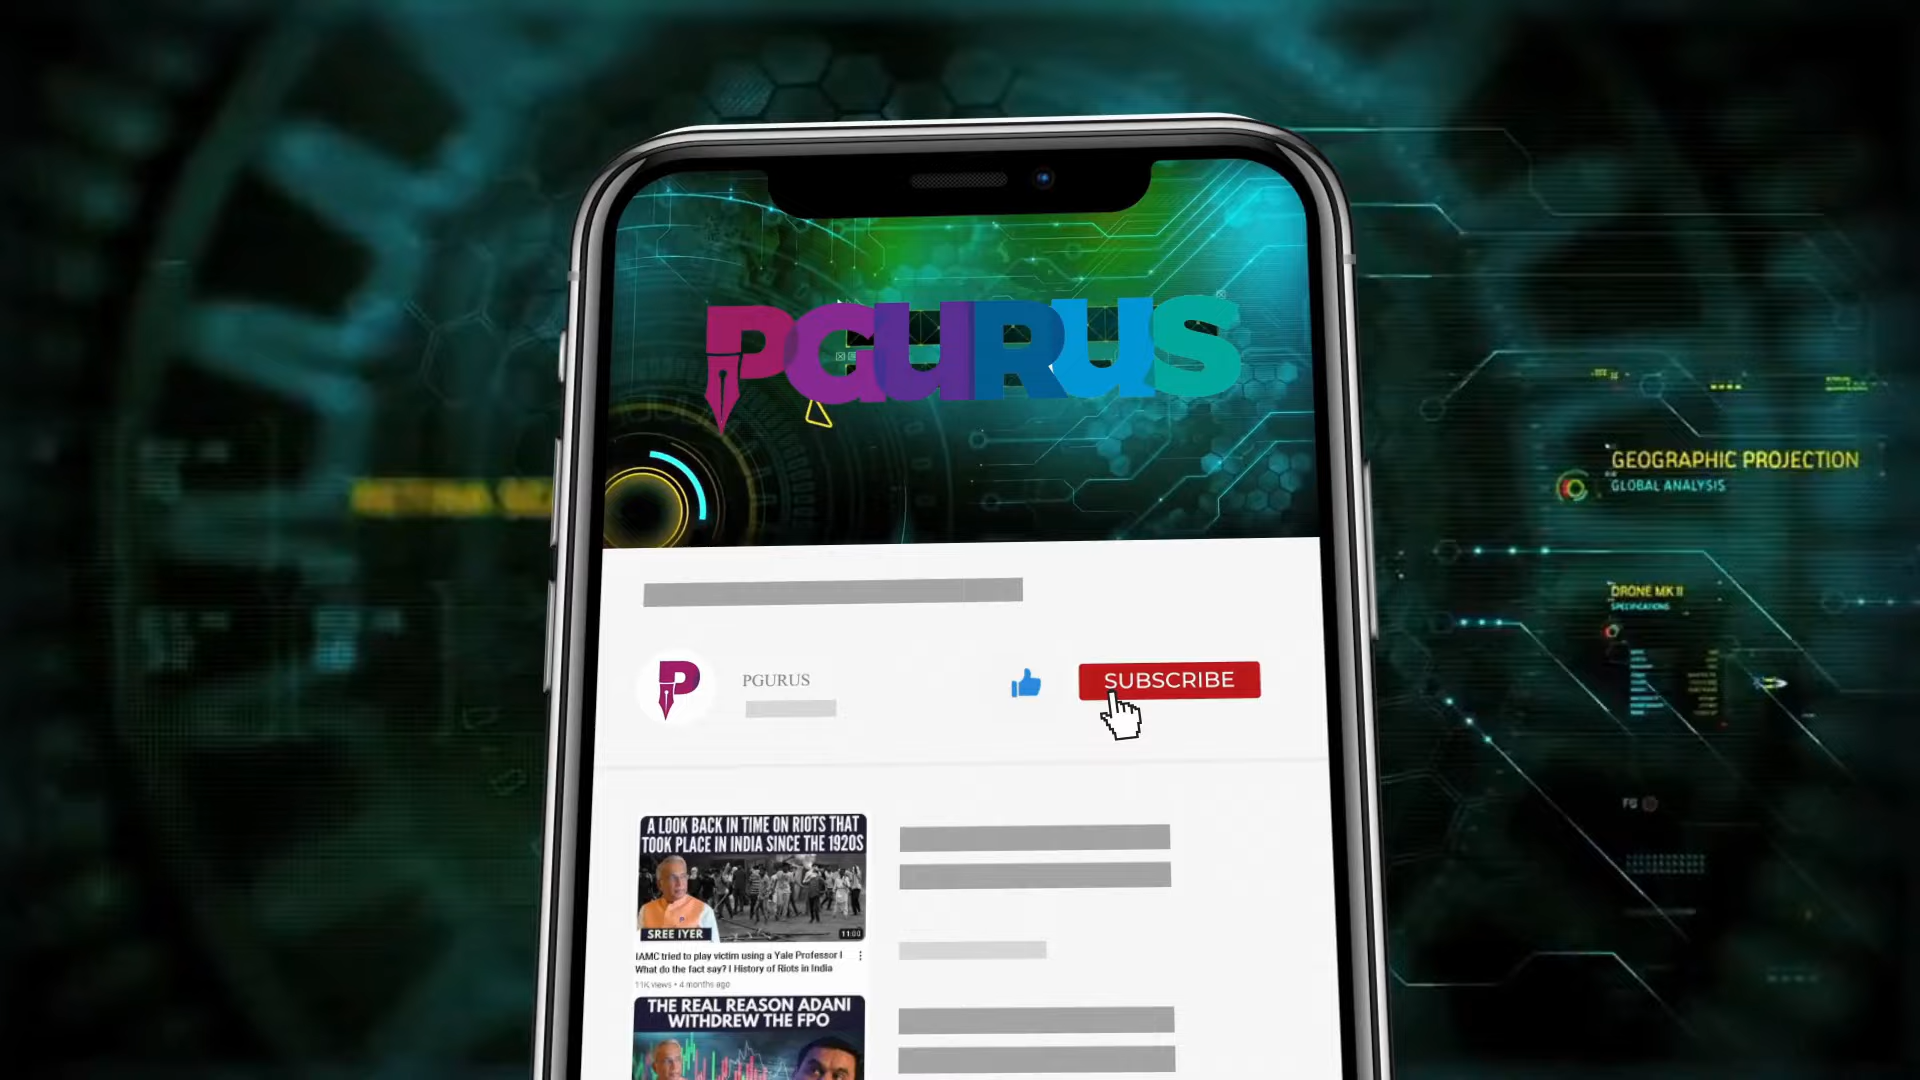 PGURUS
GEOGRAPHIC PROJECTION
GLOBAL ANALYSIS
DRONE MK II
SPECIFICATIONS
PGURUS
SUBSCRIBE
A LOOK BACK IN TIME ON RIOTS THAT
TOOK PLACE IN INDIA SINCE THE 1920S
SREE IYER
11:00
IAMC tried to play victim using a Yale Professor I
What do the fact say? I History of Riots in India
11K views • 4 months ago
THE REAL REASON ADANI
WITHDREW THE FPO